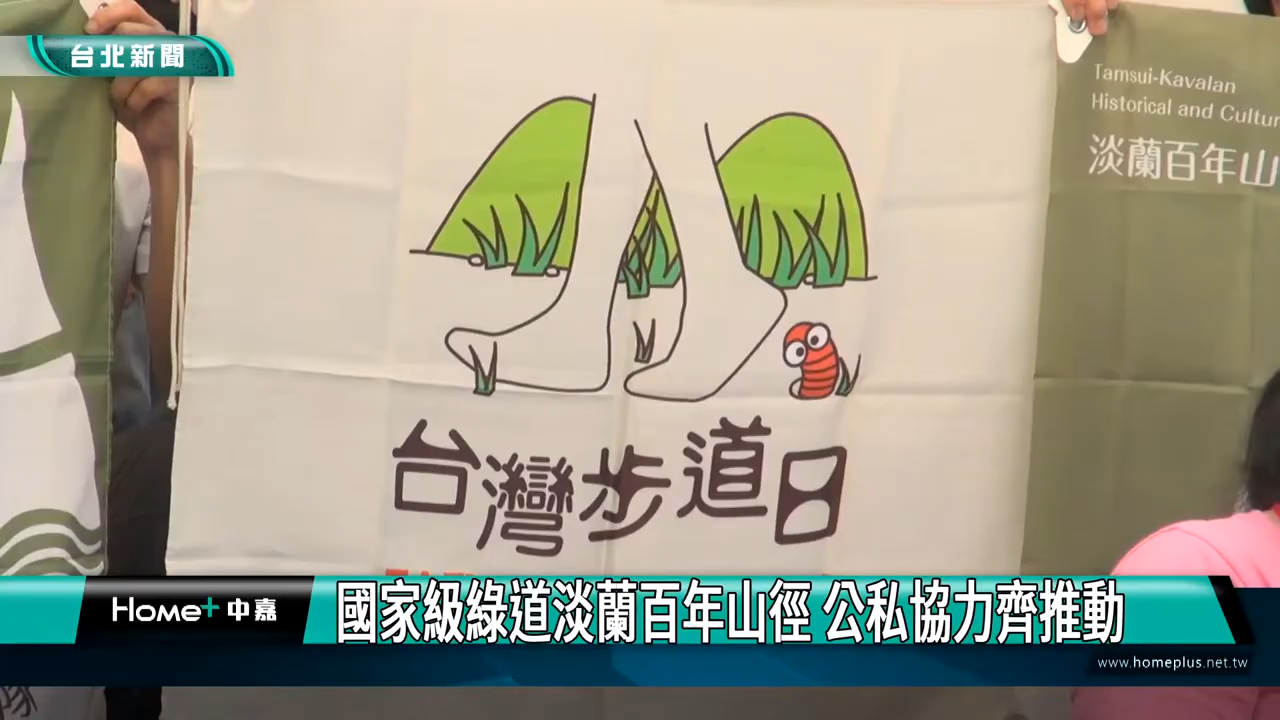 台北新聞
Tamsui-Kavalan
Historical and Cultur
淡蘭百年山
台灣步道日
Home+中嘉
國家級綠道淡蘭百年山徑 公私協力齊推動
www.homeplus.net.tw
隊